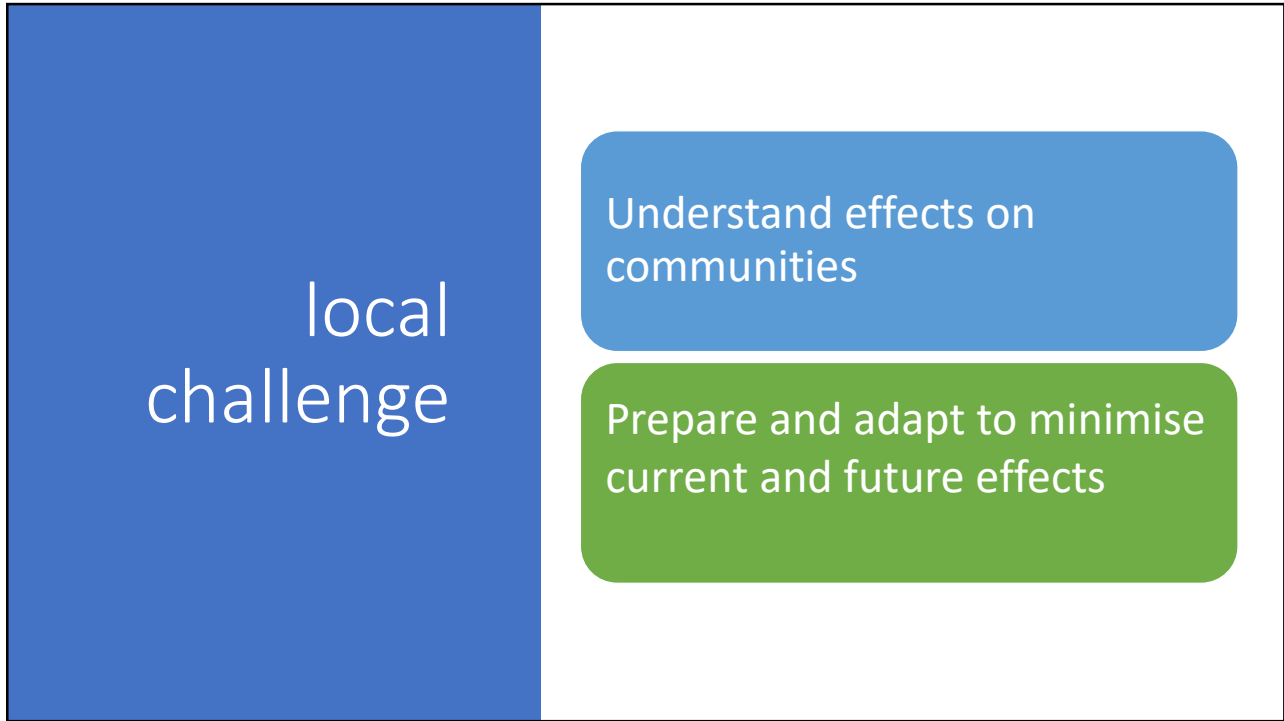 local
challenge
Understand effects on
communities
Prepare and adapt to minimise
current and future effects